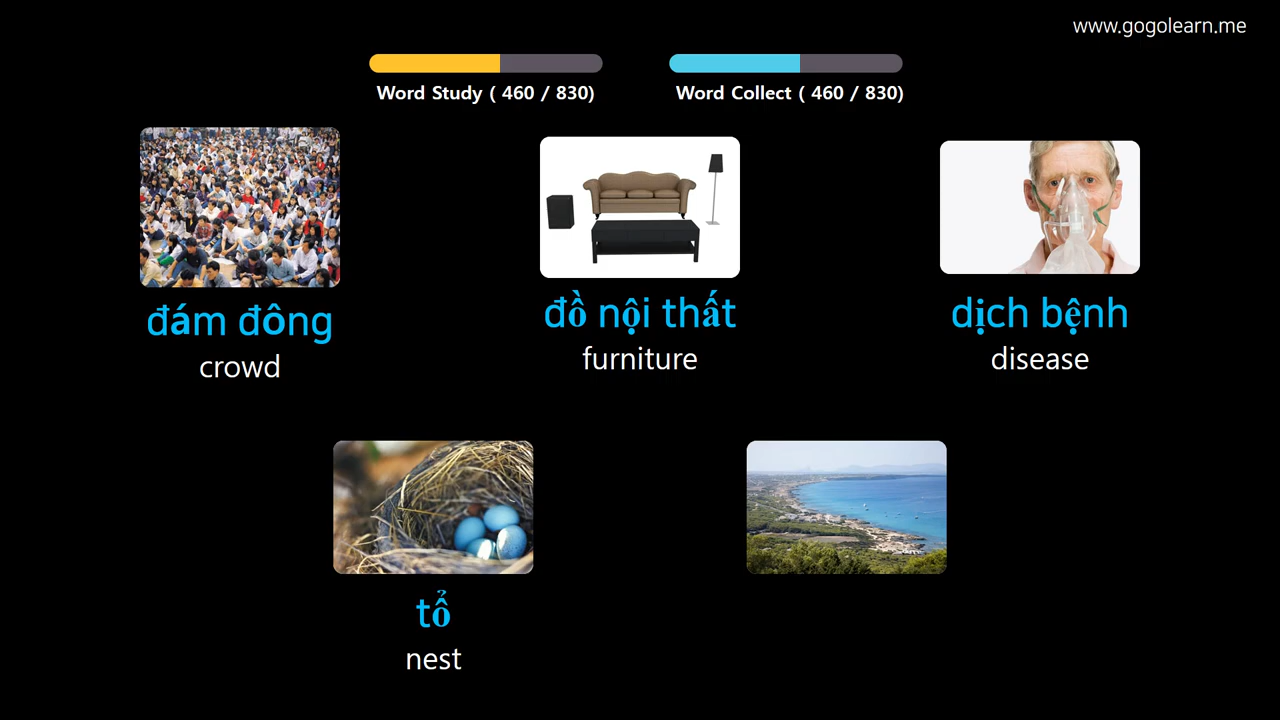 www.gogolearn.me
Word Study ( 460 / 830)
Word Collect ( 460 / 830)
đám đông
crowd
đồ nội thất
furniture
dịch bệnh
disease
tổ
nest